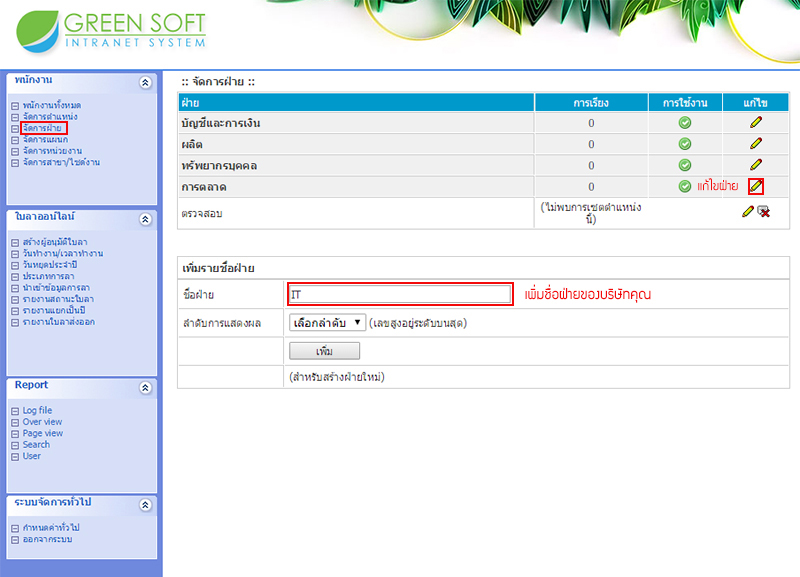 GREEN SOFT
INTRANET SYSTEM
พนักงาน
พนักงานทั้งหมด
จัดการตำแหน่ง
จัดการฝ่าย
จัดการแผนก
จัดการหน่วยงาน
จัดการสาขา/ไซด์งาน
ใบลาออนไลน์
สร้างผู้อนุมัติใบลา
วันทำงาน/เวลาทำงาน
วันหยุดประจำปี
ประเภทการลา
นำเข้าข้อมูลการลา
รายงานสถานะใบลา
รายงานแยกเป็นปี
รายงานใบลาส่งออก
Report
Log file
Over view
Page view
Search
User
ระบบจัดการทั่วไป
กำหนดค่าทั่วไป
ออกจากระบบ
:: จัดการฝ่าย ::
ฝ่าย การเรียง การใช้งาน แก้ไข
บัญชีและการเงิน 0
ผลิต 0
ทรัพยากรบุคคล 0
การตลาด 0 แก้ไขฝ่าย
ตรวจสอบ (ไม่พบการเซตตำแหน่ง
นี้)
เพิ่มรายชื่อฝ่าย
ชื่อฝ่าย IT เพิ่มชื่อฝ่ายของบริษัทคุณ
ลำดับการแสดงผล เลือกลำดับ (เลขสูงอยู่ระดับบนสุด)
เพิ่ม
(สำหรับสร้างฝ่ายใหม่)